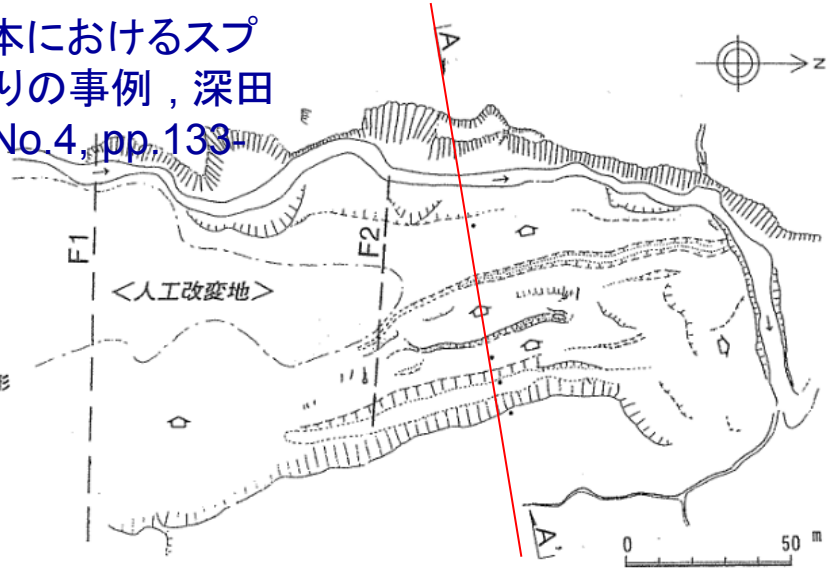 本におけるスプ
りの事例 , 深田
No.4, pp.133-
A
N
F1
F2
＜人工改変地＞
形
A'
0 50 m